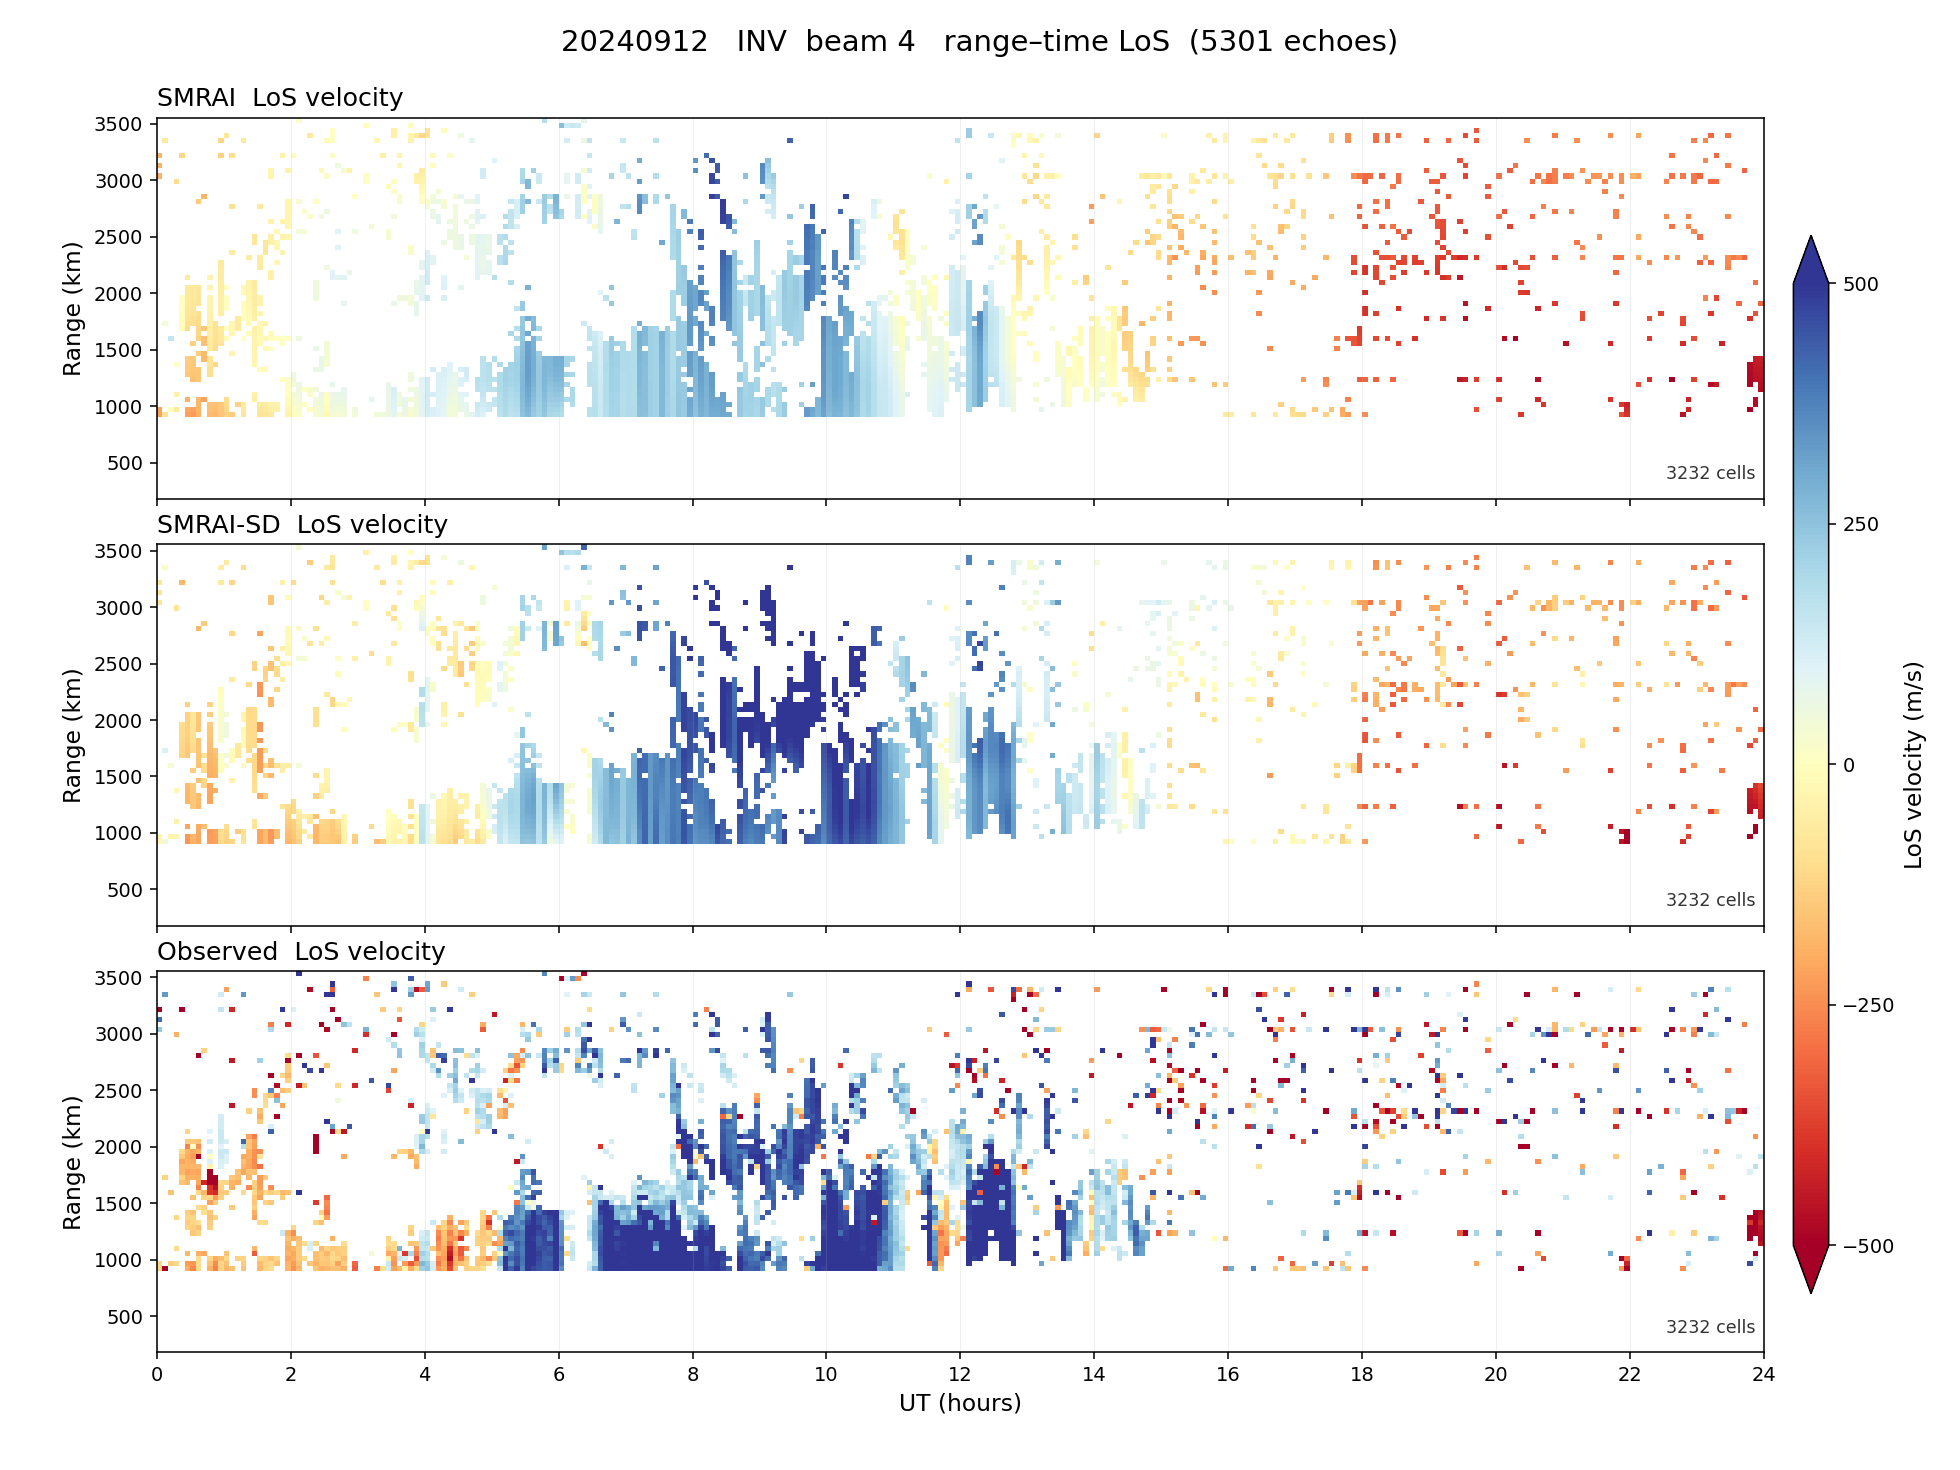 20240912   INV  beam 4   range–time LoS  (5301 echoes)
SMRAI  LoS velocity
3500
3000
2500
2000
1500
1000
500
Range (km)
3232 cells
SMRAI-SD  LoS velocity
3500
3000
2500
2000
1500
1000
500
Range (km)
3232 cells
Observed  LoS velocity
3500
3000
2500
2000
1500
1000
500
Range (km)
3232 cells
0 2 4 6 8 10 12 14 16 18 20 22 24
UT (hours)
500
250
0
−250
−500
LoS velocity (m/s)